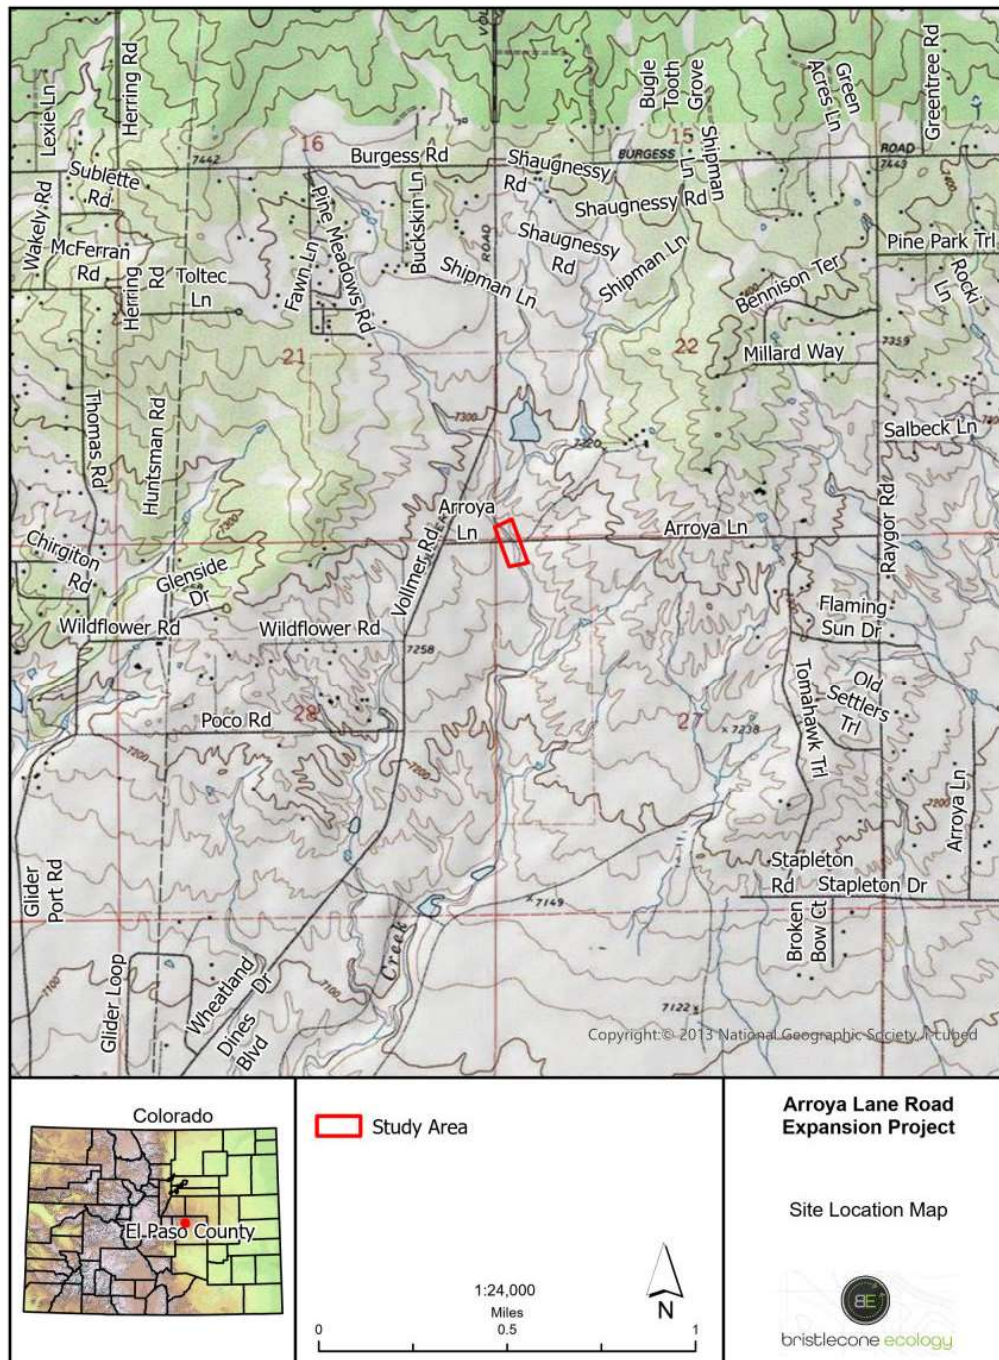 Lexie Ln
Herring Rd
VOL
Bugle
Tooth
Grove
Green
Acres Ln
Greentree Rd
16
15
7442
Burgess Rd
BURGESS
ROAD
7443
7400
Sublette
Rd
Wakely Rd
McFerran
Rd
Herring
Rd
Toltec
Ln
Fawn Ln
Pine Meadows Rd
Buckskin Ln
ROAD
Shaugnessy
Rd
Shaugnessy Rd
Shaugnessy
Rd
Shipman
Ln
Shipman Ln
Shipman Ln
Bennison Ter
Pine Park Trl
Rocki
Ln
21
22
7359
Millard Way
Thomas Rd
Huntsman Rd
7300
7300
7320
Salbeck Ln
Arroya
Ln
Arroya Ln
Raygor Rd
Vollmer Rd
Chirgiton
Rd
Glenside
Dr
Wildflower Rd
Wildflower Rd
7258
Flaming
Sun Dr
Old
Settlers
Trl
Tomahawk Trl
Poco Rd
28
27
7238
7200
7200
7200
Arroya Ln
Glider
Port Rd
Stapleton
Rd
Stapleton Dr
Broken
Bow Ct
7149
Creek
7100
7100
Glider Loop
Wheatland
Dr
Dines
Blvd
7122
Copyright:© 2013 National Geographic Society, i-cubed
Colorado
El Paso County
Study Area
1:24,000
Miles
0
0.5
1
N
Arroya Lane Road
Expansion Project
Site Location Map
BE
bristlecone ecology